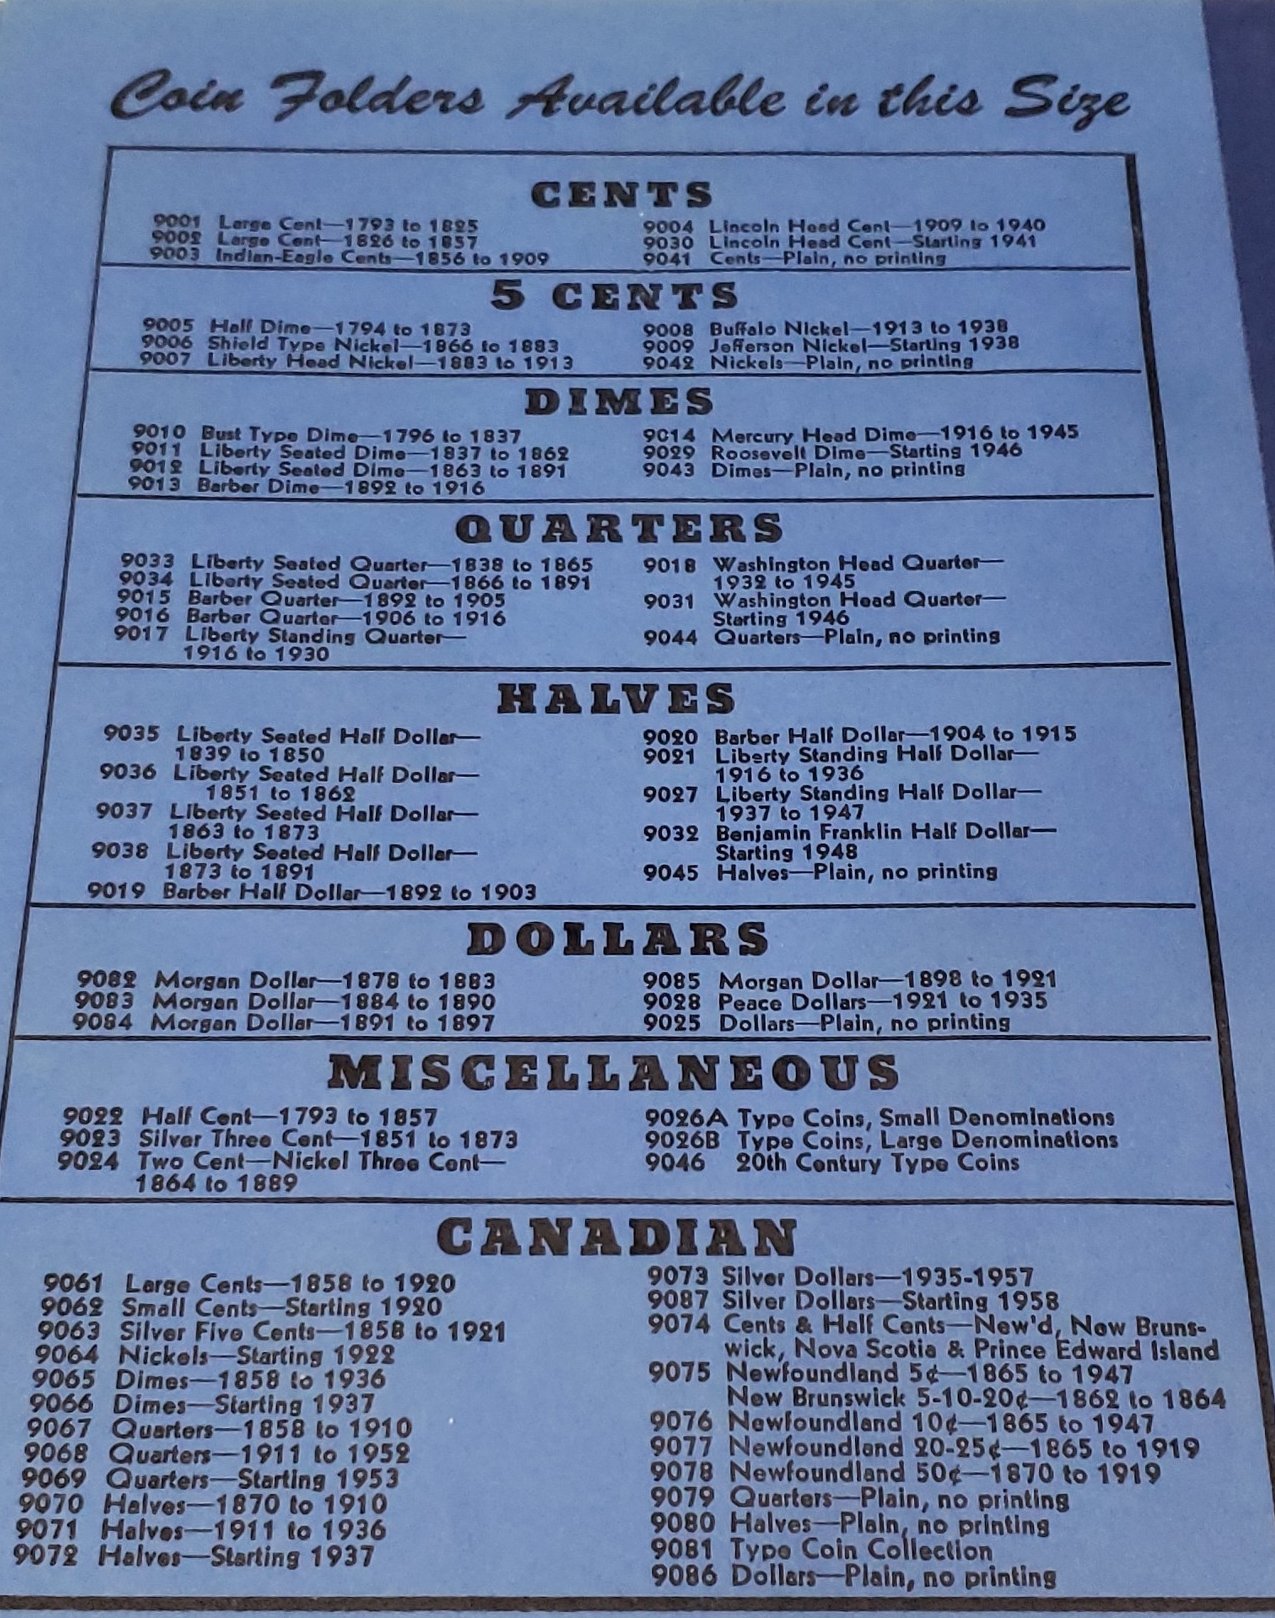 Coin Folders Available in this Size
CENTS
9001 Large Cent—1793 to 1825
9002 Large Cent—1826 to 1857
9003 Indian-Eagle Cents—1856 to 1909
9004 Lincoln Head Cent—1909 to 1940
9030 Lincoln Head Cent—Starting 1941
9041 Cents—Plain, no printing
5 CENTS
9005 Half Dime—1794 to 1873
9006 Shield Type Nickel—1866 to 1883
9007 Liberty Head Nickel—1883 to 1913
9008 Buffalo Nickel—1913 to 1938
9009 Jefferson Nickel—Starting 1938
9042 Nickels—Plain, no printing
DIMES
9010 Bust Type Dime—1796 to 1837
9011 Liberty Seated Dime—1837 to 1862
9012 Liberty Seated Dime—1863 to 1891
9013 Barber Dime—1892 to 1916
9014 Mercury Head Dime—1916 to 1945
9029 Roosevelt Dime—Starting 1946
9043 Dimes—Plain, no printing
QUARTERS
9033 Liberty Seated Quarter—1838 to 1865
9034 Liberty Seated Quarter—1866 to 1891
9015 Barber Quarter—1892 to 1905
9016 Barber Quarter—1906 to 1916
9017 Liberty Standing Quarter—
1916 to 1930
9018 Washington Head Quarter—
1932 to 1945
9031 Washington Head Quarter—
Starting 1946
9044 Quarters—Plain, no printing
HALVES
9035 Liberty Seated Half Dollar—
1839 to 1850
9036 Liberty Seated Half Dollar—
1851 to 1862
9037 Liberty Seated Half Dollar—
1863 to 1873
9038 Liberty Seated Half Dollar—
1873 to 1891
9019 Barber Half Dollar—1892 to 1903
9020 Barber Half Dollar—1904 to 1915
9021 Liberty Standing Half Dollar—
1916 to 1936
9027 Liberty Standing Half Dollar—
1937 to 1947
9032 Benjamin Franklin Half Dollar—
Starting 1948
9045 Halves—Plain, no printing
DOLLARS
9082 Morgan Dollar—1878 to 1883
9083 Morgan Dollar—1884 to 1890
9084 Morgan Dollar—1891 to 1897
9085 Morgan Dollar—1898 to 1921
9028 Peace Dollars—1921 to 1935
9025 Dollars—Plain, no printing
MISCELLANEOUS
9022 Half Cent—1793 to 1857
9023 Silver Three Cent—1851 to 1873
9024 Two Cent—Nickel Three Cent—
1864 to 1889
9026A Type Coins, Small Denominations
9026B Type Coins, Large Denominations
9046 20th Century Type Coins
CANADIAN
9061 Large Cents—1858 to 1920
9062 Small Cents—Starting 1920
9063 Silver Five Cents—1858 to 1921
9064 Nickels—Starting 1922
9065 Dimes—1858 to 1936
9066 Dimes—Starting 1937
9067 Quarters—1858 to 1910
9068 Quarters—1911 to 1952
9069 Quarters—Starting 1953
9070 Halves—1870 to 1910
9071 Halves—1911 to 1936
9072 Halves—Starting 1937
9073 Silver Dollars—1935-1957
9087 Silver Dollars—Starting 1958
9074 Cents & Half Cents—New'd, New Bruns-
wick, Nova Scotia & Prince Edward Island
9075 Newfoundland 5¢—1865 to 1947
New Brunswick 5-10-20¢—1862 to 1864
9076 Newfoundland 10¢—1865 to 1947
9077 Newfoundland 20-25¢—1865 to 1919
9078 Newfoundland 50¢—1870 to 1919
9079 Quarters—Plain, no printing
9080 Halves—Plain, no printing
9081 Type Coin Collection
9086 Dollars—Plain, no printing